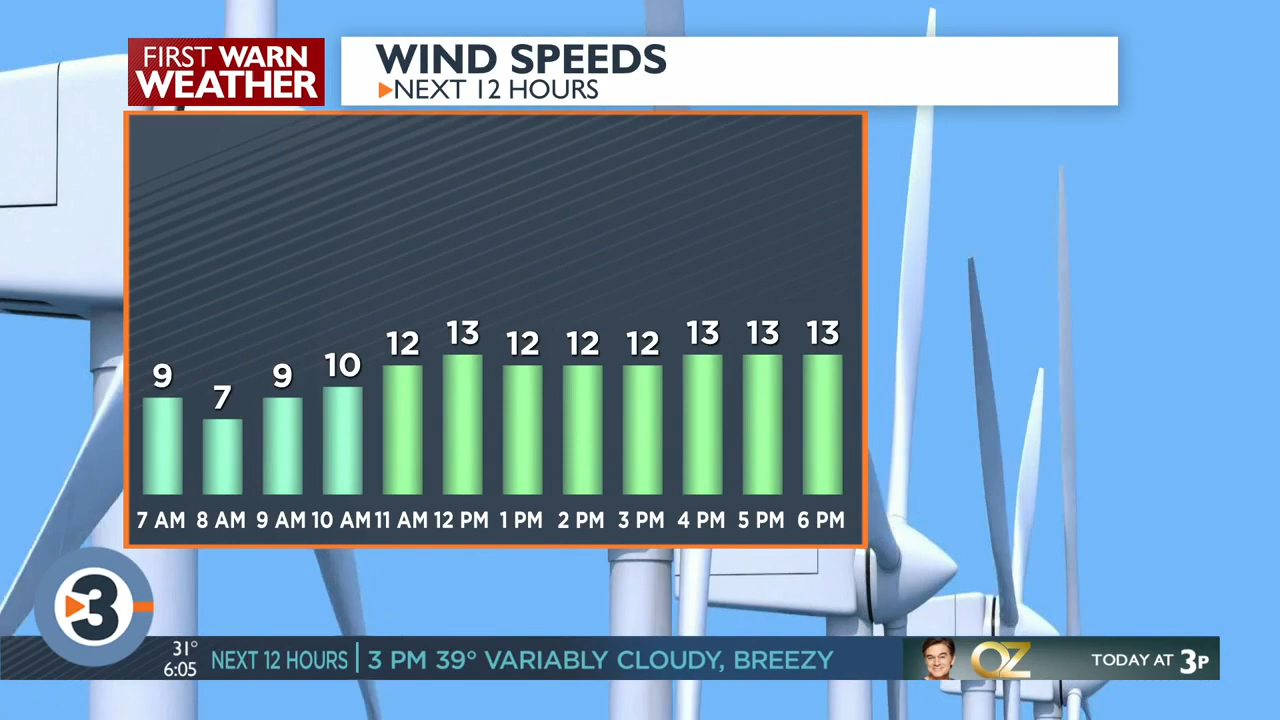 FIRST WARN
WEATHER
WIND SPEEDS
NEXT 12 HOURS
9 7 9 10 12 13 12 12 12 13 13 13
7 AM 8 AM 9 AM 10 AM 11 AM 12 PM 1 PM 2 PM 3 PM 4 PM 5 PM 6 PM
3
31°
6:05
NEXT 12 HOURS | 3 PM 39° VARIABLY CLOUDY, BREEZY
OZ
TODAY AT 3P